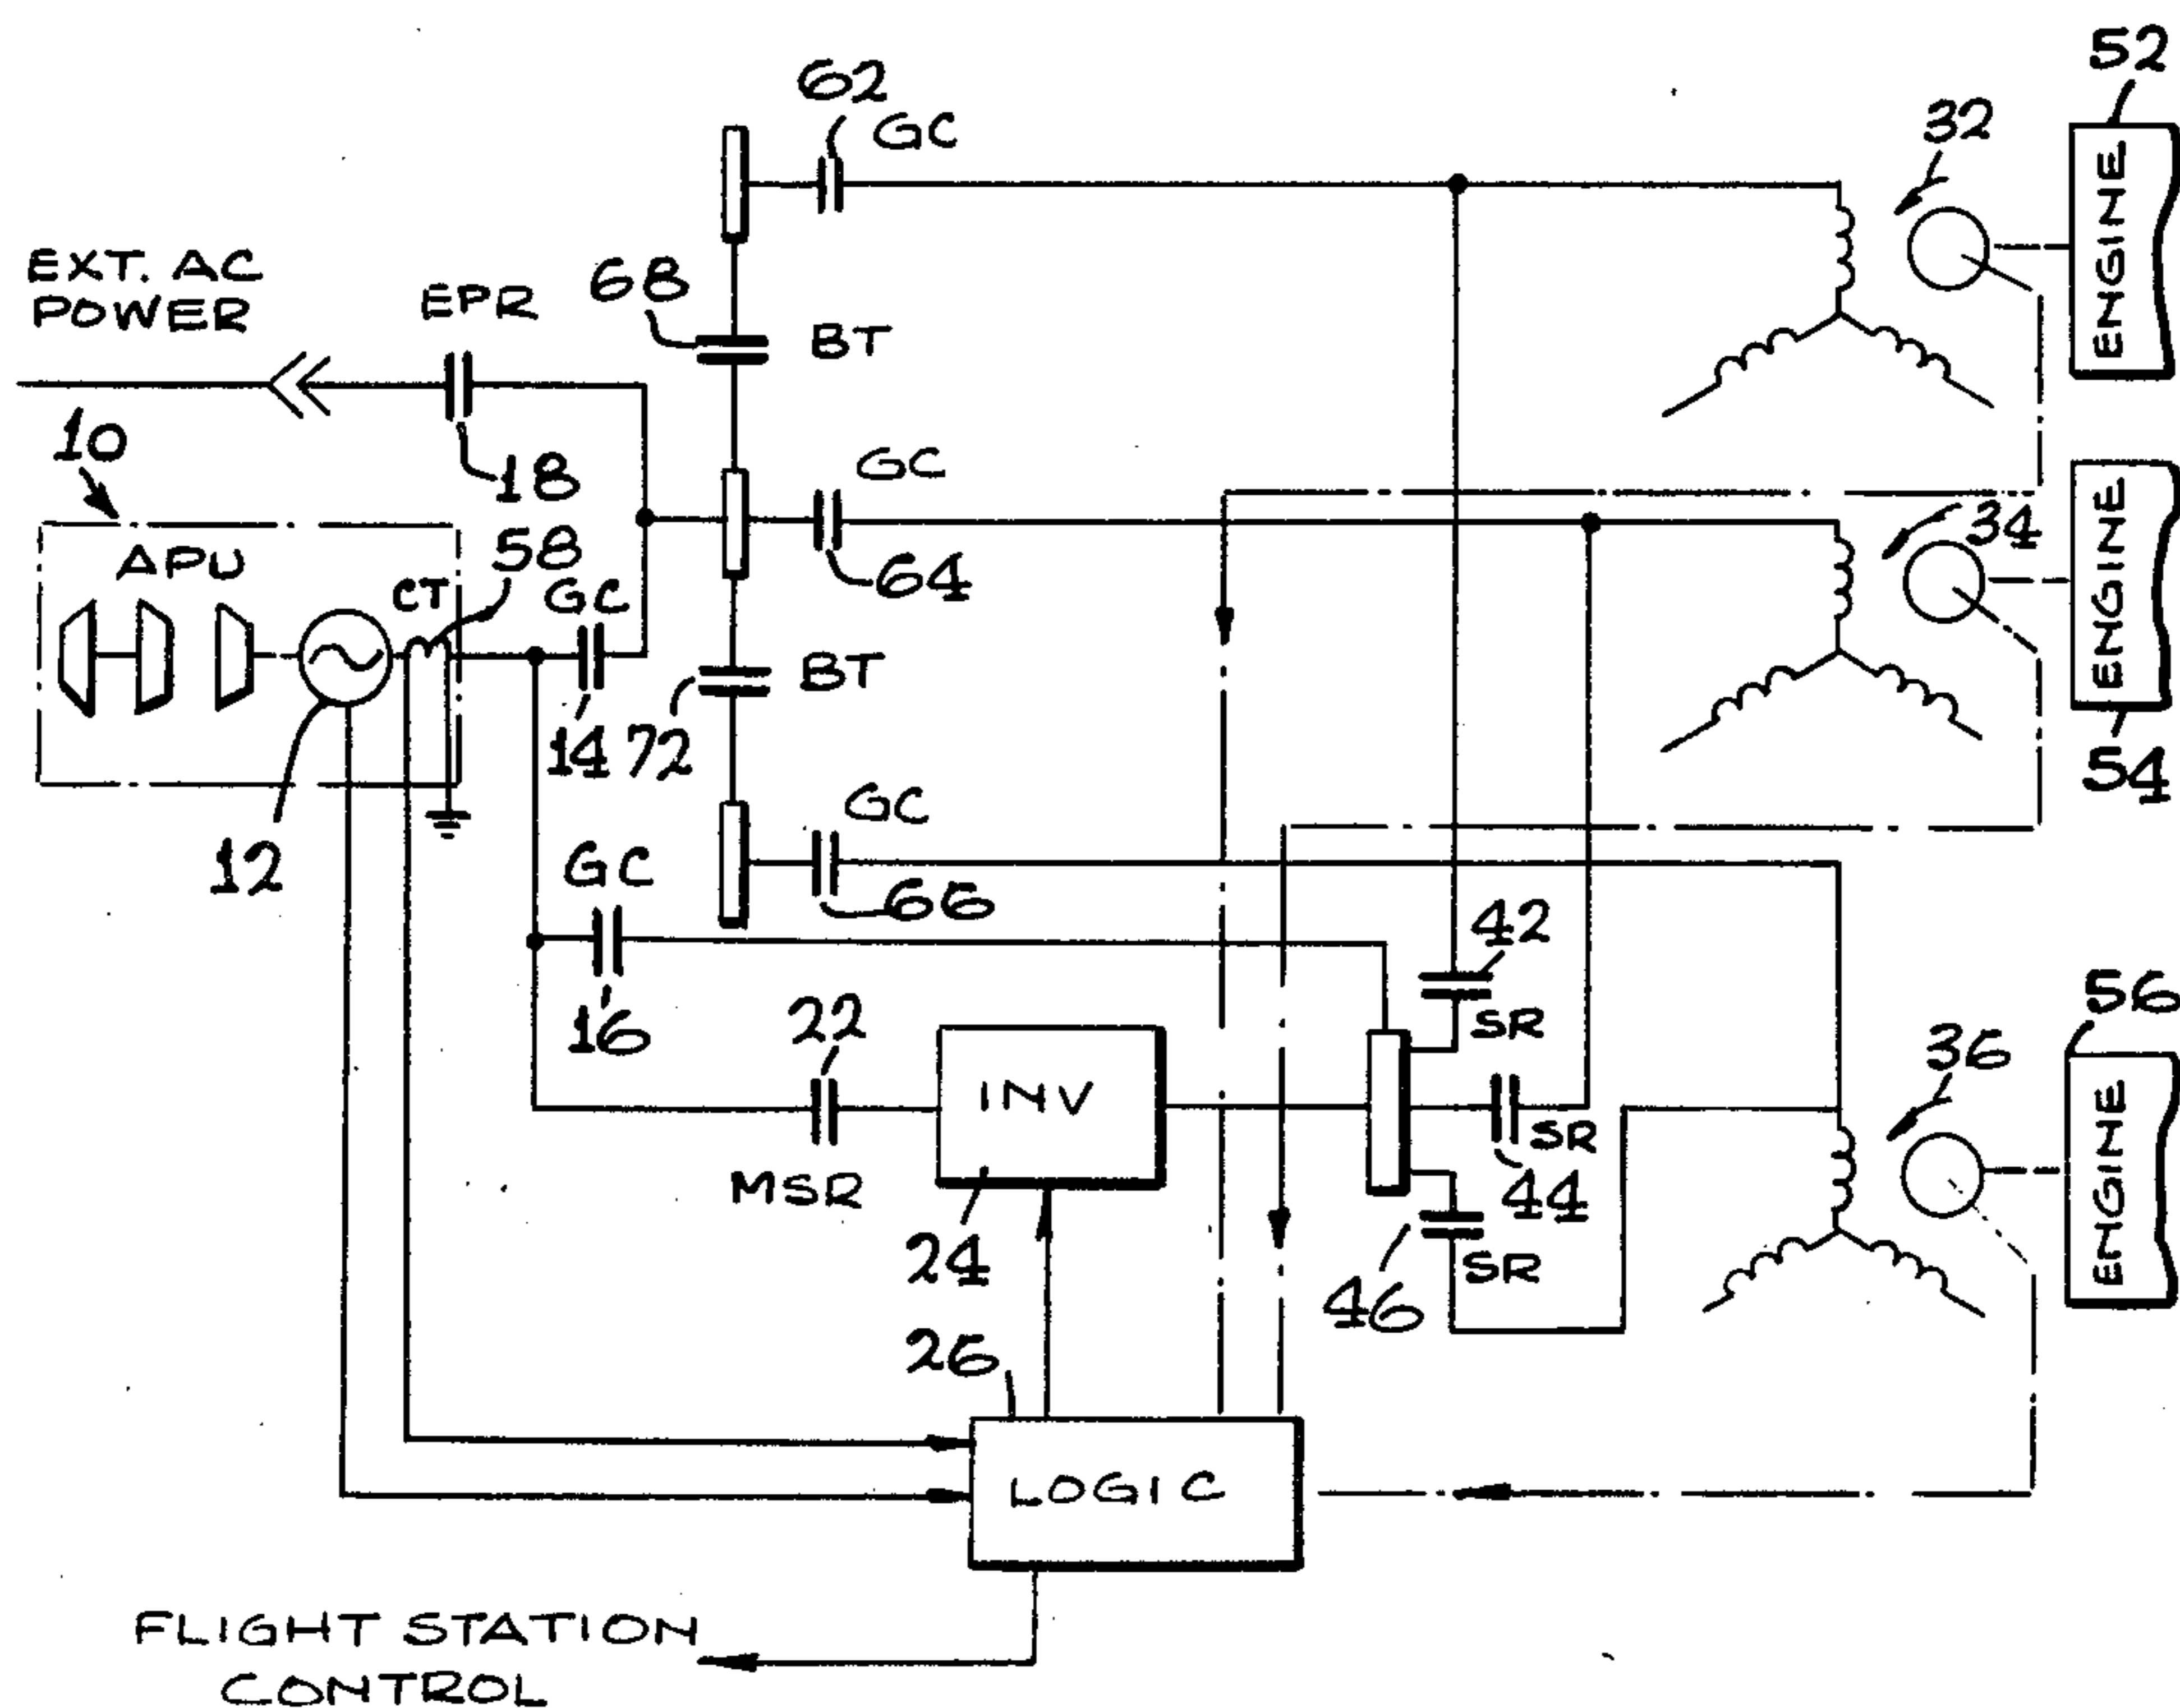 52
62
GC
32
ENGINE
EXT. AC
POWER
EPR
68
BT
10
18
GC
34
ENGINE
APU
58
CT
GC
64
14
72
BT
54
12
GC
GC
66
42
56
16
22
SR
36
INV
SR
ENGINE
MSR
44
24
SR
46
26
LOGIC
FLIGHT STATION
CONTROL